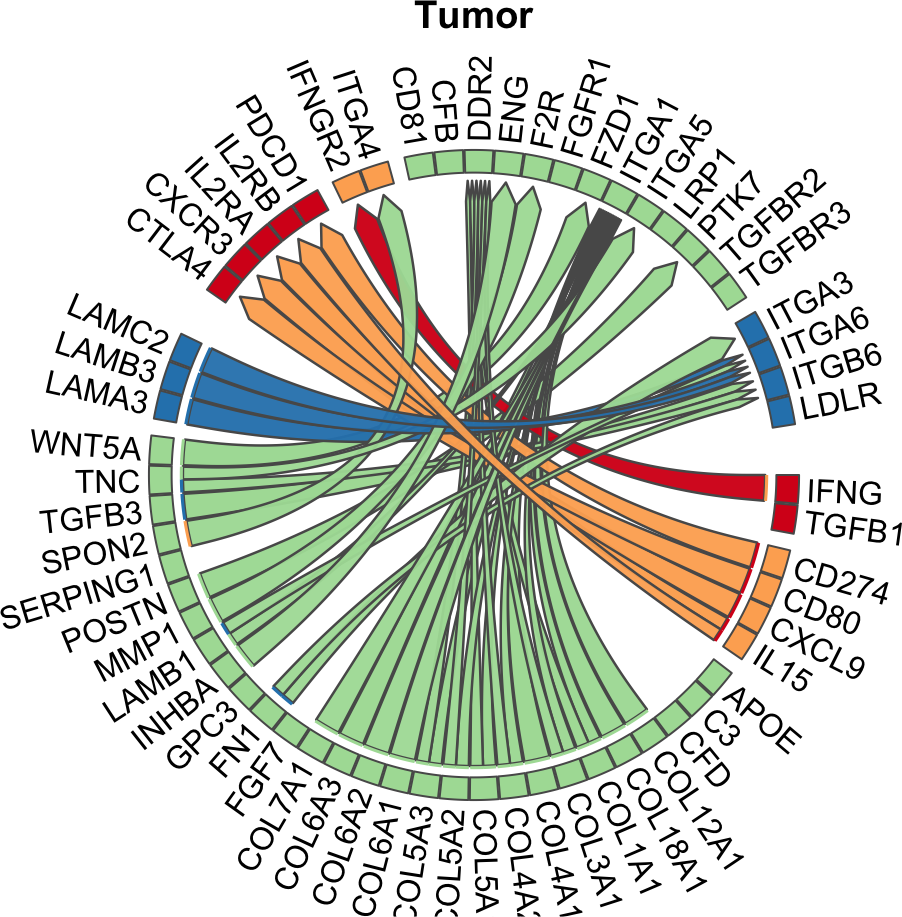 Tumor
CD81
CFB
DDR2
ENG
F2R
FGFR1
FZD1
ITGA1
ITGA5
LRP1
PTK7
TGFBR2
TGFBR3
ITGA3
ITGA6
ITGB6
LDLR
IFNG
TGFB1
CD274
CD80
CXCL9
IL15
APOE
C3
CFD
COL12A1
COL18A1
COL1A1
COL3A1
COL4A1
COL5A
COL6A1
COL6A2
COL6A3
COL7A1
FGF7
FN1
GPC3
INHBA
LAMB1
MMP1
POSTN
SERPING1
SPON2
TGFB3
TNC
WNT5A
LAMA3
LAMB3
LAMC2
CTLA4
CXCR3
IL2RA
IL2RB
PDCD1
IFNGR2
ITGA4